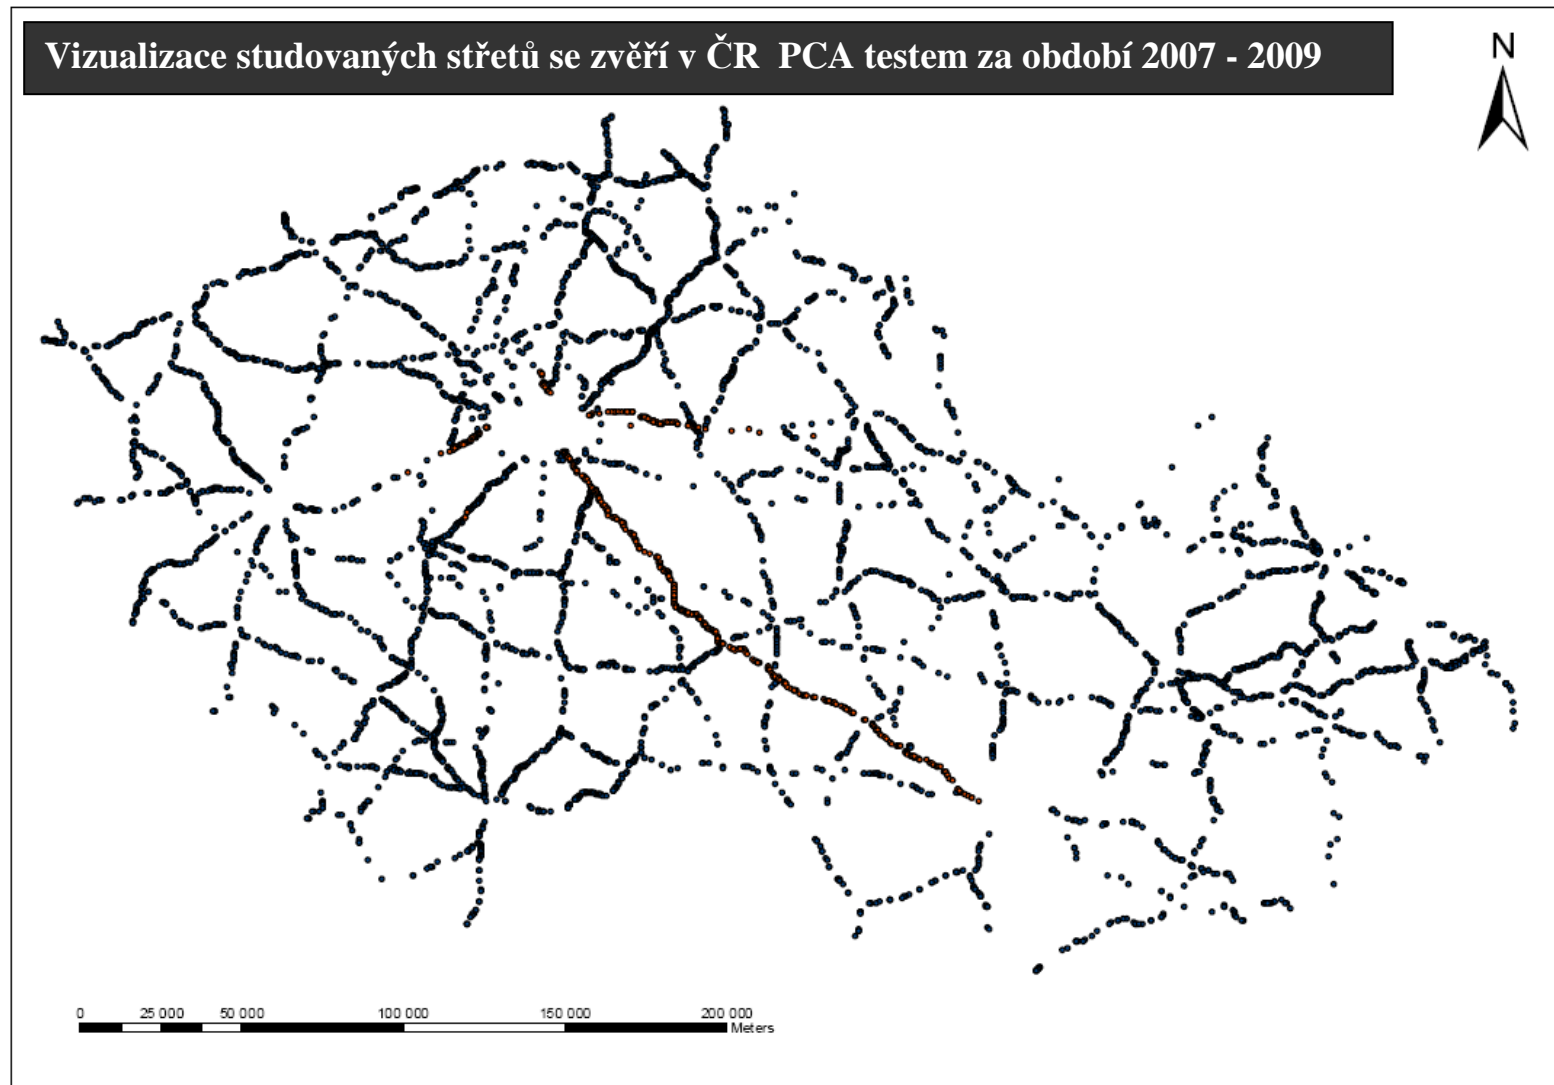 Vizualizace studovaných střetů se zvěří v ČR PCA testem za období 2007 - 2009
N
0 25 000 50 000 100 000 150 000 200 000
Meters